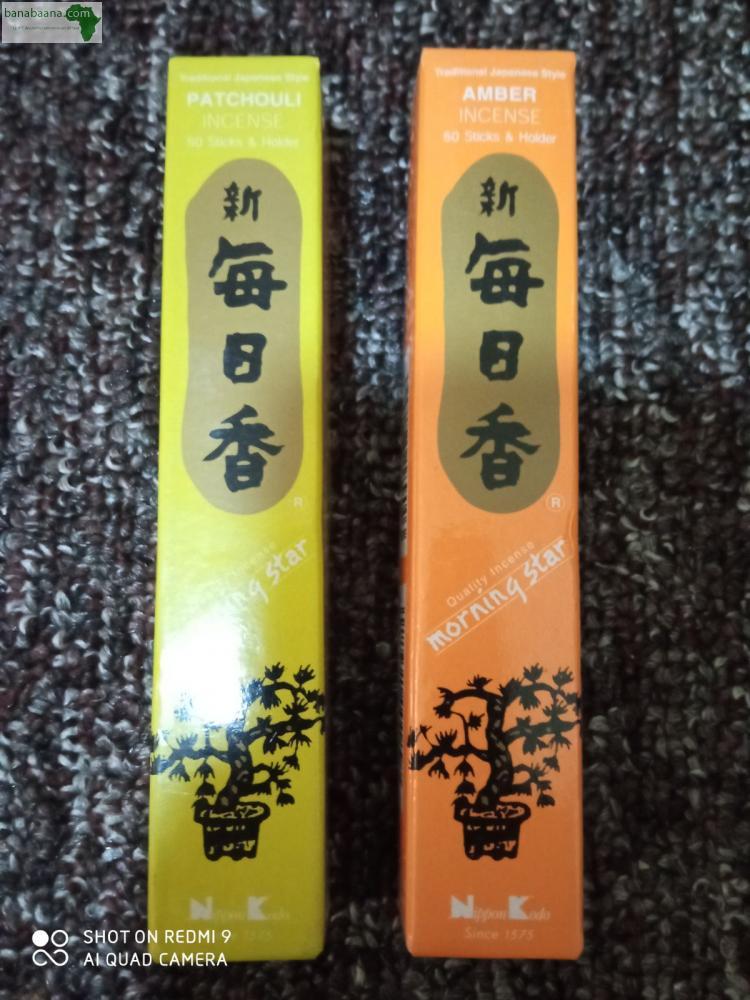 banabaana.com
Traditional Japanese Style
PATCHOULI
INCENSE
50 Sticks & Holder
新
毎
日
香
R
Incense
morning star
Nippon Kodo
1575
Traditional Japanese Style
AMBER
INCENSE
50 Sticks & Holder
新
毎
日
香
R
Quality Incense
morning star
Nippon Kodo
Since 1575
SHOT ON REDMI 9
AI QUAD CAMERA